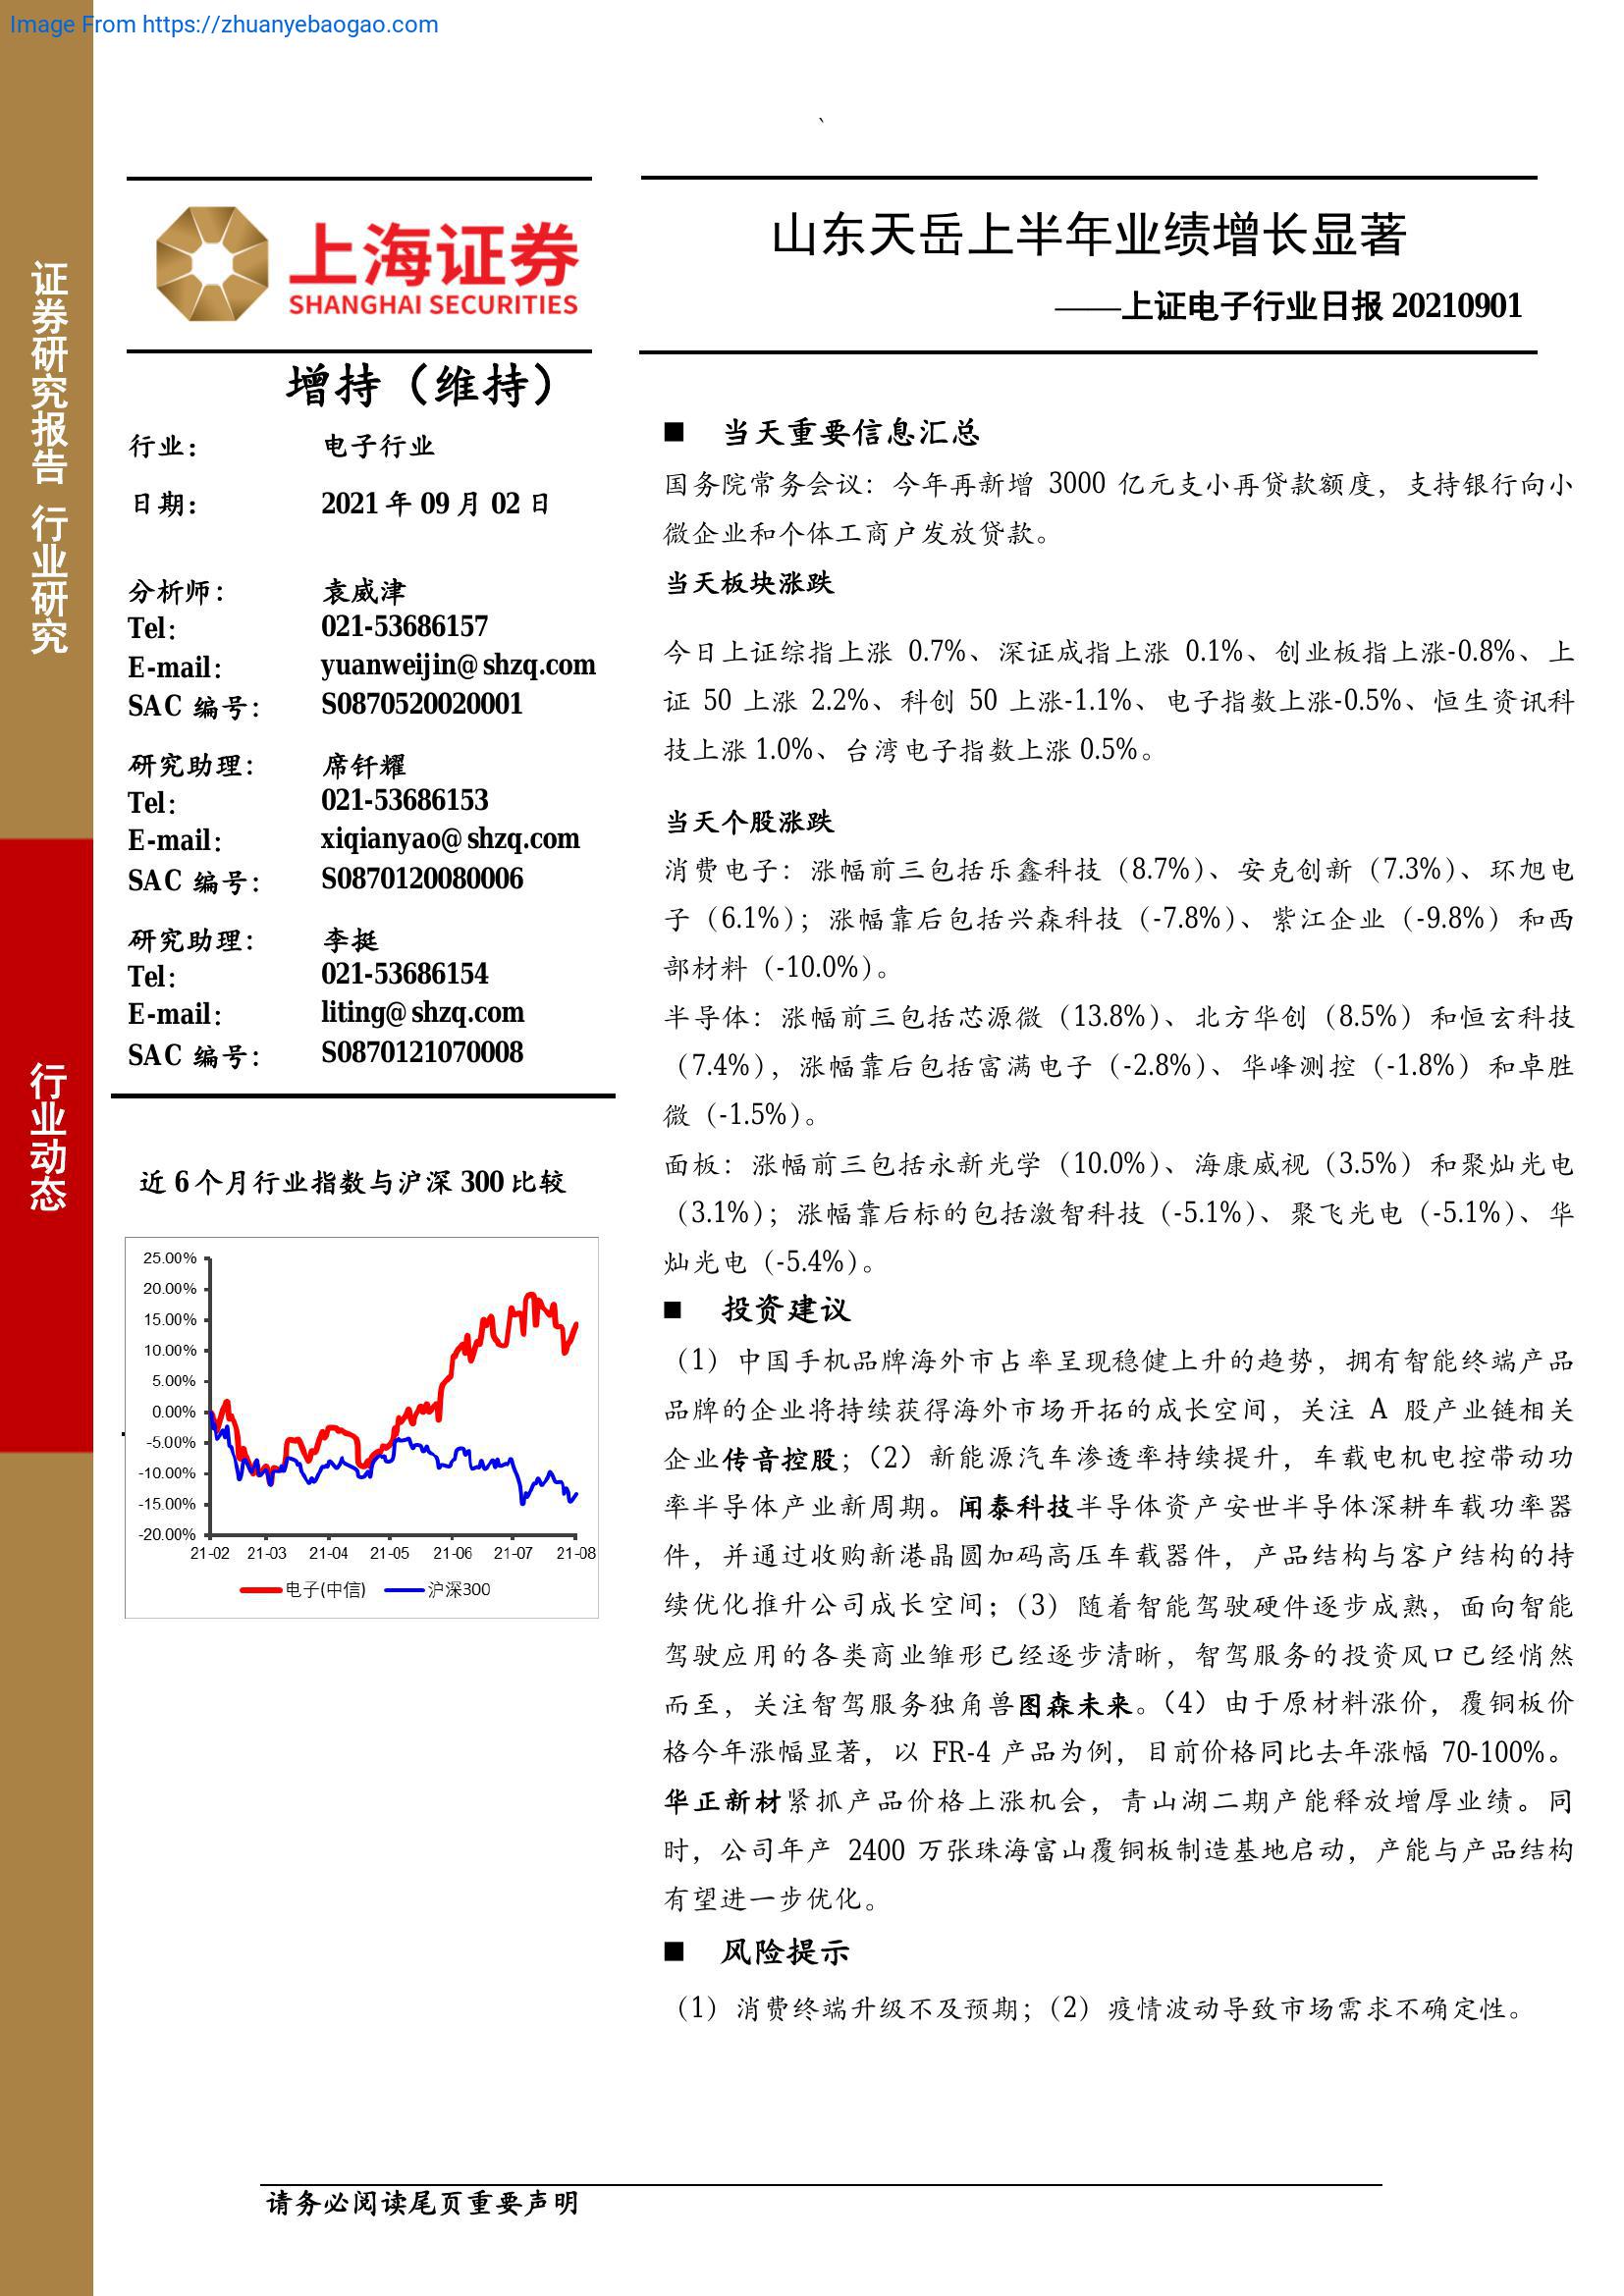 Image From https://zhuanyebaogao.com
、
证券研究报告 行业研究
行业动态
上海证券
SHANGHAI SECURITIES
山东天岳上半年业绩增长显著
——上证电子行业日报 20210901
增持（维持）
行业： 电子行业
日期： 2021 年 09 月 02 日
分析师： 袁威津
Tel： 021-53686157
E-mail： yuanweijin@shzq.com
SAC 编号： S0870520020001
研究助理： 席钎耀
Tel： 021-53686153
E-mail： xiqianyao@shzq.com
SAC 编号： S0870120080006
研究助理： 李挺
Tel： 021-53686154
E-mail： liting@shzq.com
SAC 编号： S0870121070008
近 6 个月行业指数与沪深 300 比较
25.00%
20.00%
15.00%
10.00%
5.00%
0.00%
-5.00%
-10.00%
-15.00%
-20.00%
21-02 21-03 21-04 21-05 21-06 21-07 21-08
电子(中信) 沪深300
■ 当天重要信息汇总
国务院常务会议：今年再新增 3000 亿元支小再贷款额度，支持银行向小
微企业和个体工商户发放贷款。
当天板块涨跌
今日上证综指上涨 0.7%、深证成指上涨 0.1%、创业板指上涨-0.8%、上
证 50 上涨 2.2%、科创 50 上涨-1.1%、电子指数上涨-0.5%、恒生资讯科
技上涨 1.0%、台湾电子指数上涨 0.5%。
当天个股涨跌
消费电子：涨幅前三包括乐鑫科技（8.7%）、安克创新（7.3%）、环旭电
子（6.1%）；涨幅靠后包括兴森科技（-7.8%）、紫江企业（-9.8%）和西
部材料（-10.0%）。
半导体：涨幅前三包括芯源微（13.8%）、北方华创（8.5%）和恒玄科技
（7.4%），涨幅靠后包括富满电子（-2.8%）、华峰测控（-1.8%）和卓胜
微（-1.5%）。
面板：涨幅前三包括永新光学（10.0%）、海康威视（3.5%）和聚灿光电
（3.1%）；涨幅靠后标的包括激智科技（-5.1%）、聚飞光电（-5.1%）、华
灿光电（-5.4%）。
■ 投资建议
（1）中国手机品牌海外市占率呈现稳健上升的趋势，拥有智能终端产品
品牌的企业将持续获得海外市场开拓的成长空间，关注 A 股产业链相关
企业传音控股；（2）新能源汽车渗透率持续提升，车载电机电控带动功
率半导体产业新周期。闻泰科技半导体资产安世半导体深耕车载功率器
件，并通过收购新港晶圆加码高压车载器件，产品结构与客户结构的持
续优化推升公司成长空间；（3）随着智能驾驶硬件逐步成熟，面向智能
驾驶应用的各类商业雏形已经逐步清晰，智驾服务的投资风口已经悄然
而至，关注智驾服务独角兽图森未来。（4）由于原材料涨价，覆铜板价
格今年涨幅显著，以 FR-4 产品为例，目前价格同比去年涨幅 70-100%。
华正新材紧抓产品价格上涨机会，青山湖二期产能释放增厚业绩。同
时，公司年产 2400 万张珠海富山覆铜板制造基地启动，产能与产品结构
有望进一步优化。
■ 风险提示
（1）消费终端升级不及预期；（2）疫情波动导致市场需求不确定性。
请务必阅读尾页重要声明